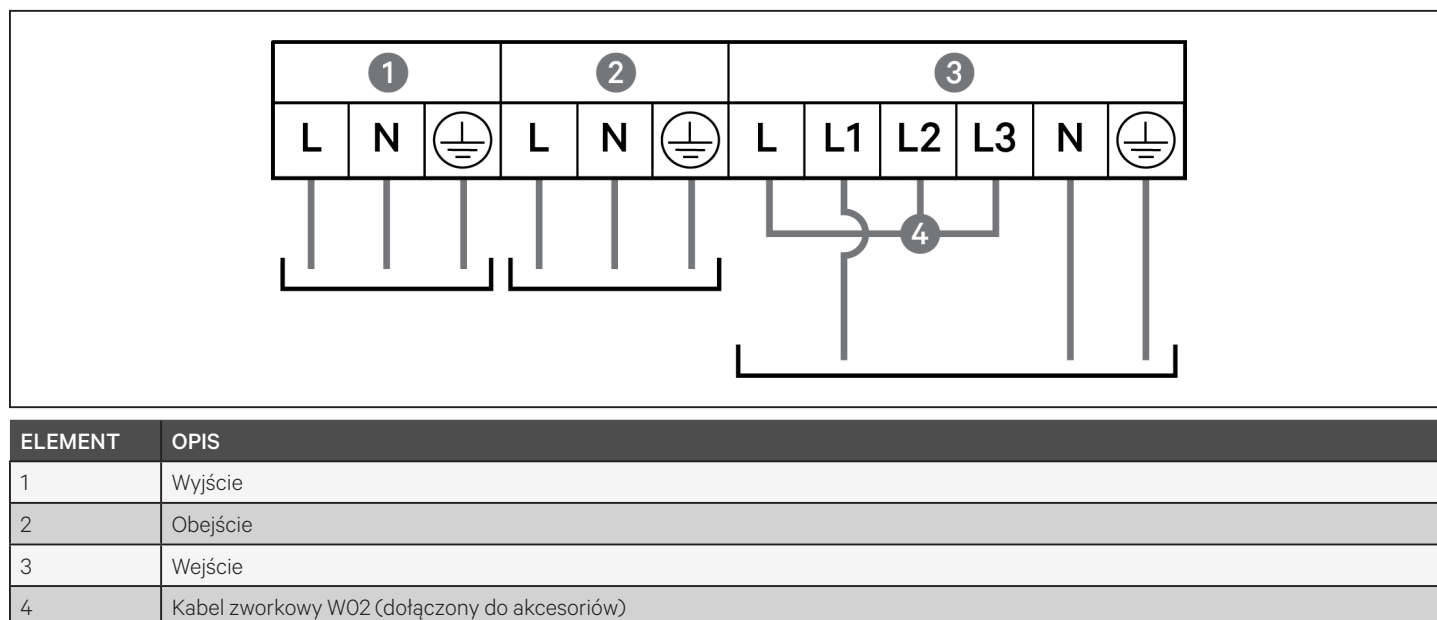 1 2 3
L N L N L L1 L2 L3 N
4
ELEMENT OPIS
1 Wyjście
2 Obejście
3 Wejście
4 Kabel zworkowy W02 (dołączony do akcesoriów)